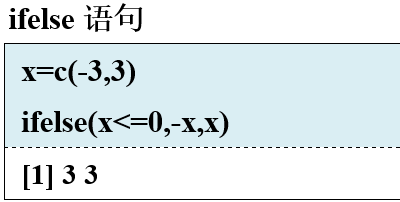 ifelse 语句
x=c(-3,3)
ifelse(x<=0,-x,x)
[1] 3 3